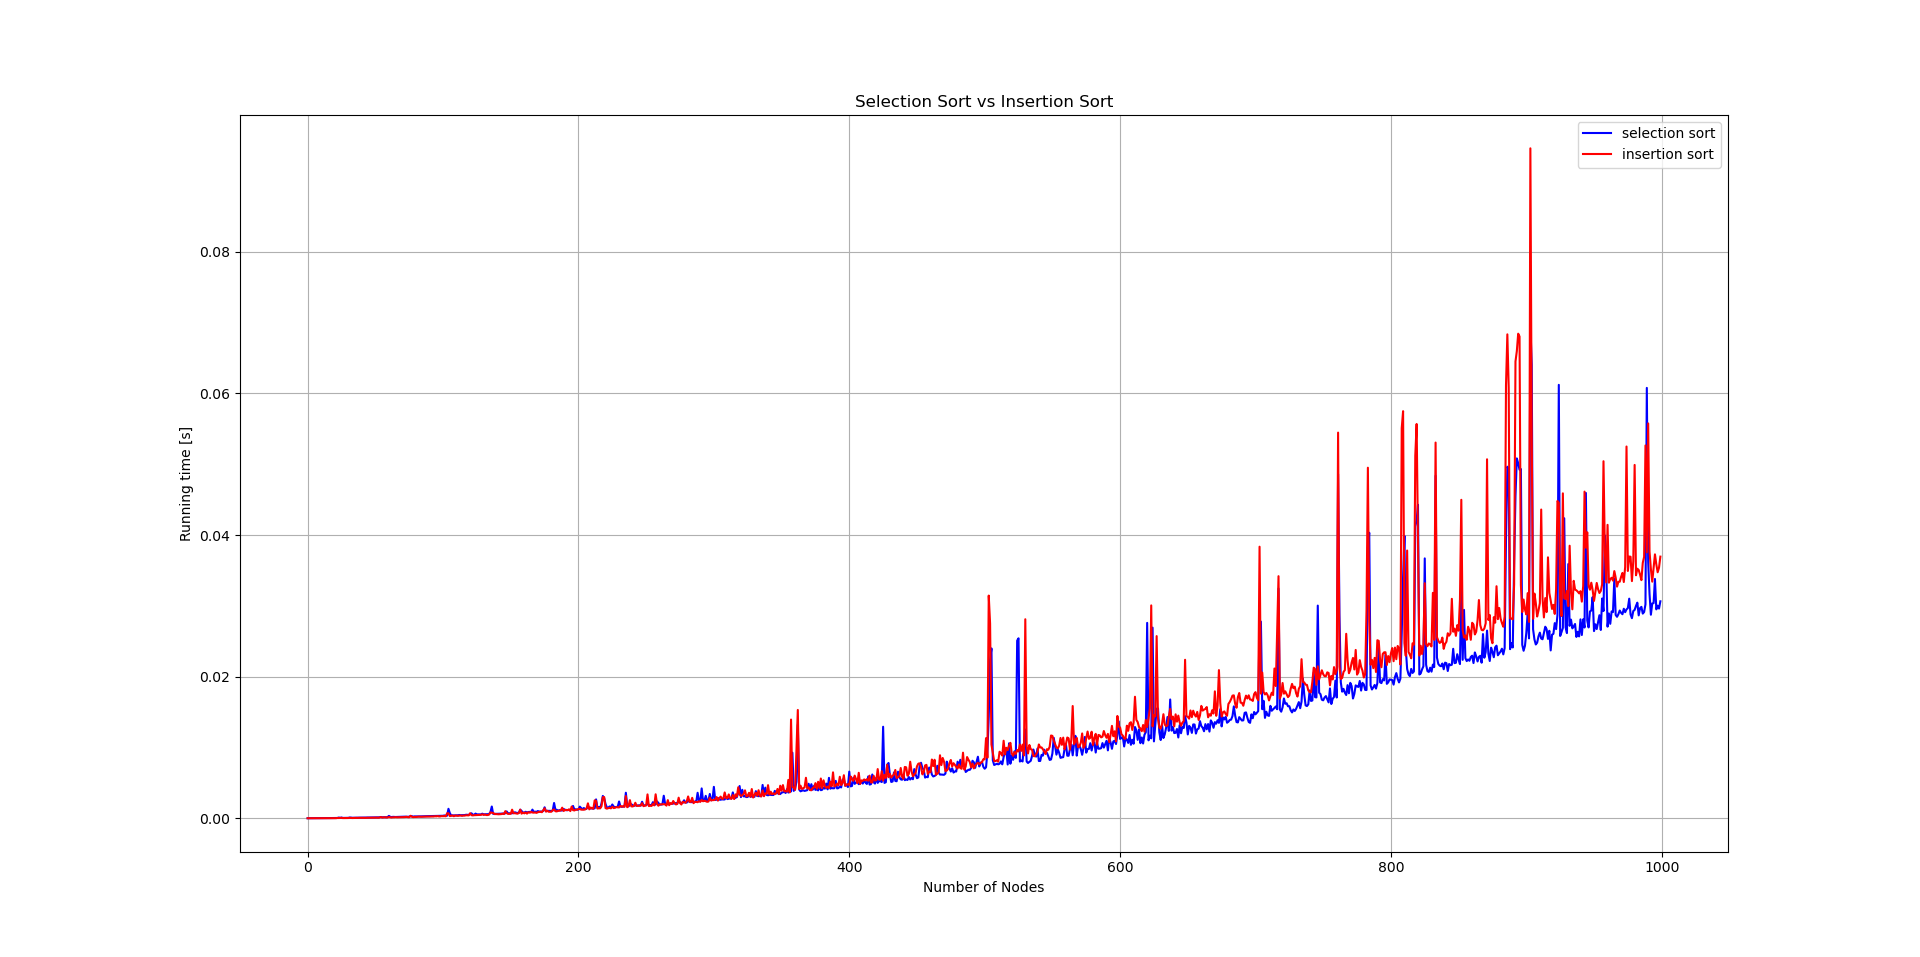 Selection Sort vs Insertion Sort
selection sort
insertion sort
0.08
0.06
0.04
0.02
0.00
Running time [s]
0 200 400 600 800 1000
Number of Nodes